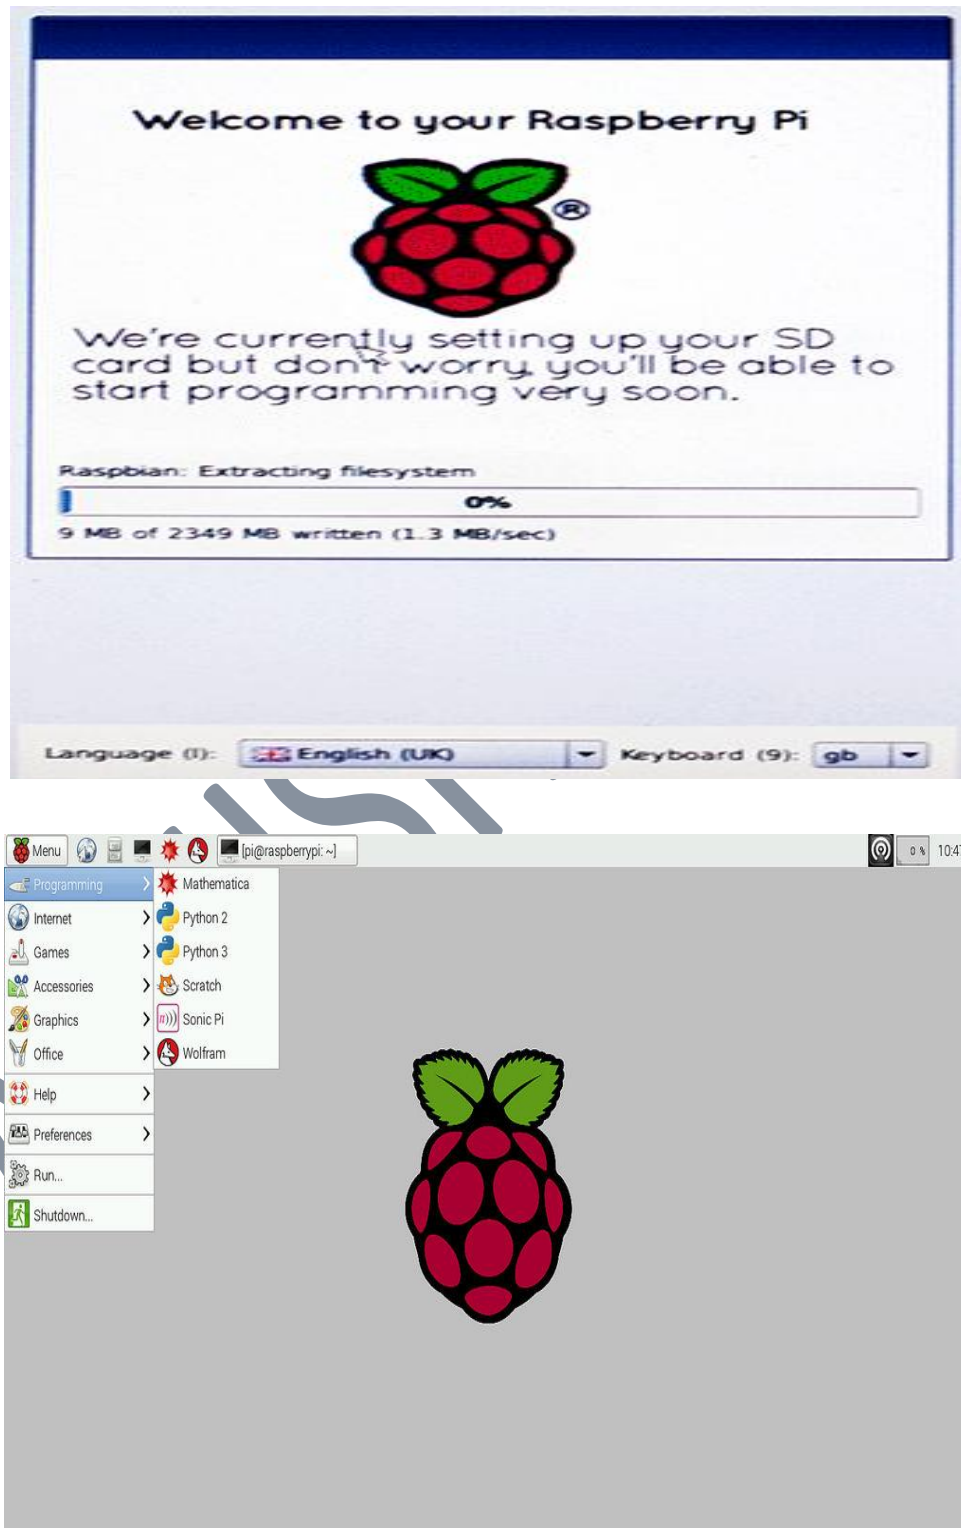 Welcome to your Raspberry Pi
®
We're currently setting up your SD
card but don't worry, you'll be able to
start programming very soon.
Raspbian: Extracting filesystem
0%
9 MB of 2349 MB written (1.3 MB/sec)
Language (l): English (UK) Keyboard (9): gb
Menu [pi@raspberrypi: ~] 0 % 10:47
Programming
Mathematica
Internet
Python 2
Games
Python 3
Accessories
Scratch
Graphics
Sonic Pi
Office
Wolfram
Help
Preferences
Run...
Shutdown...